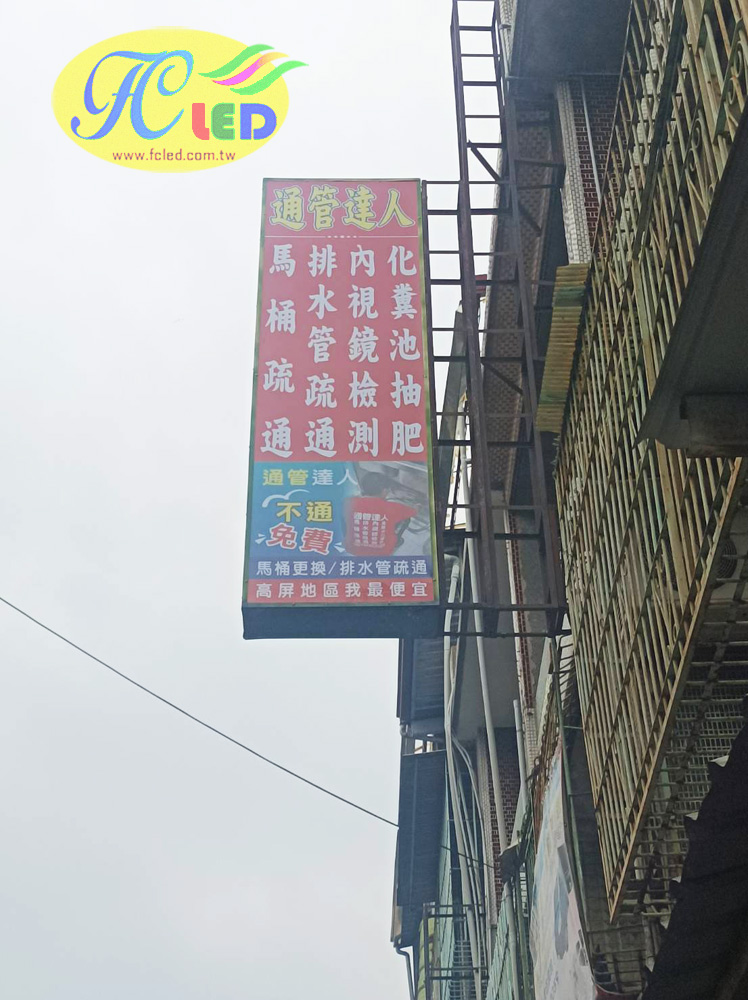 FC LED
www.fcled.com.tw
通管達人
化糞池抽肥
內視鏡檢測
排水管疏通
馬桶疏通
通管達人
不通
免費
馬桶更換/排水管疏通
高屏地區我最便宜